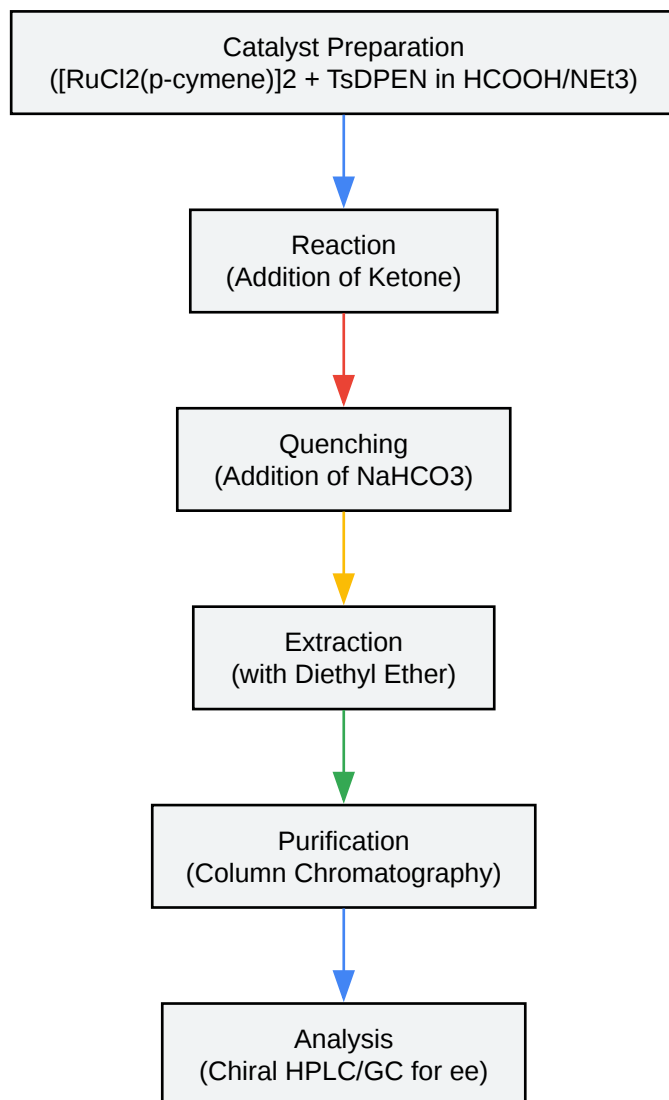 Catalyst Preparation
([RuCl2(p-cymene)]2 + TsDPEN in HCOOH/NEt3)
Reaction
(Addition of Ketone)
Quenching
(Addition of NaHCO3)
Extraction
(with Diethyl Ether)
Purification
(Column Chromatography)
Analysis
(Chiral HPLC/GC for ee)